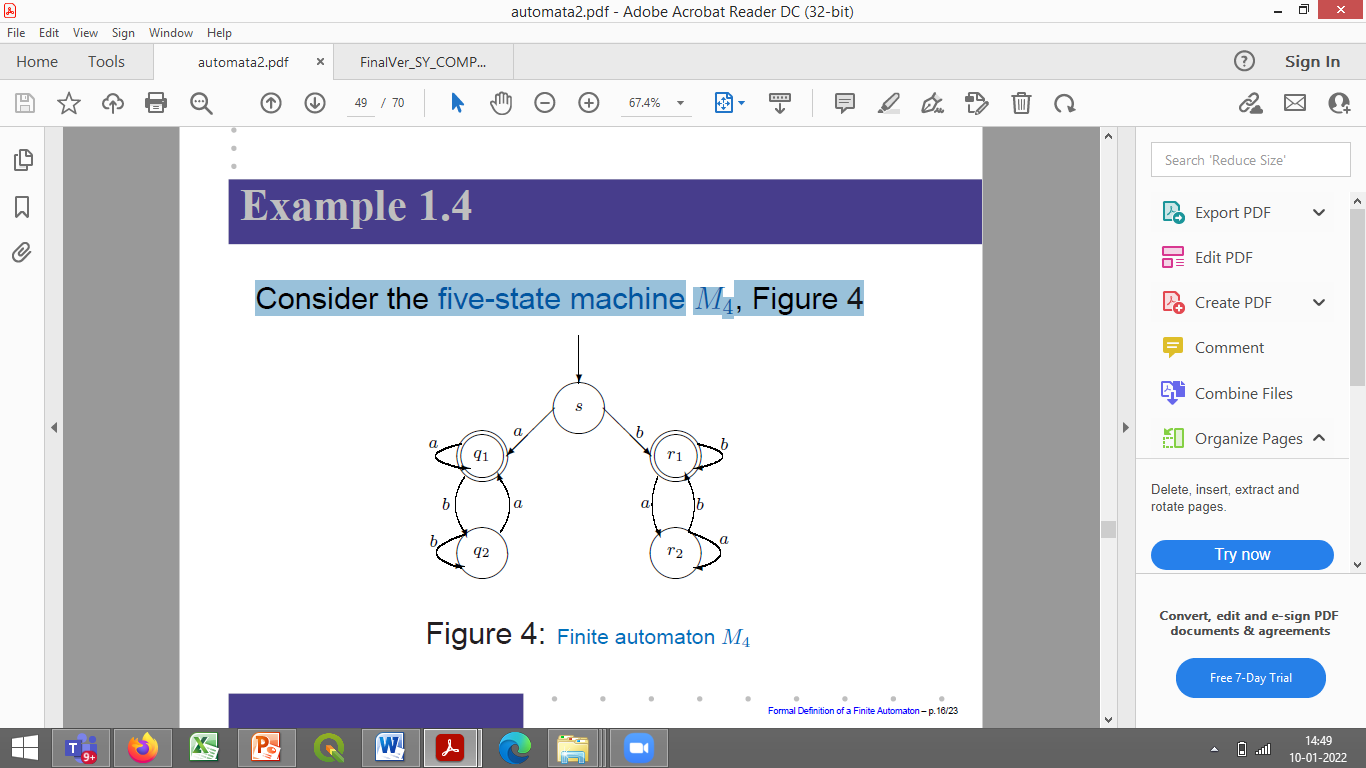 automata2.pdf - Adobe Acrobat Reader DC (32-bit)
File Edit View Sign Window Help
Home Tools automata2.pdf × FinalVer_SY_COMP... ? Sign In
49 / 70 67.4%
Search 'Reduce Size'
Example 1.4
Consider the five-state machine M4, Figure 4
s
a b
a q1 r1 b
b a a b
b q2 r2 a
Figure 4: Finite automaton M4
Formal Definition of a Finite Automaton – p.16/23
Export PDF
Edit PDF
Create PDF
Comment
Combine Files
Organize Pages
Delete, insert, extract and
rotate pages.
Try now
Convert, edit and e-sign PDF
documents & agreements
Free 7-Day Trial
9+
14:49
10-01-2022